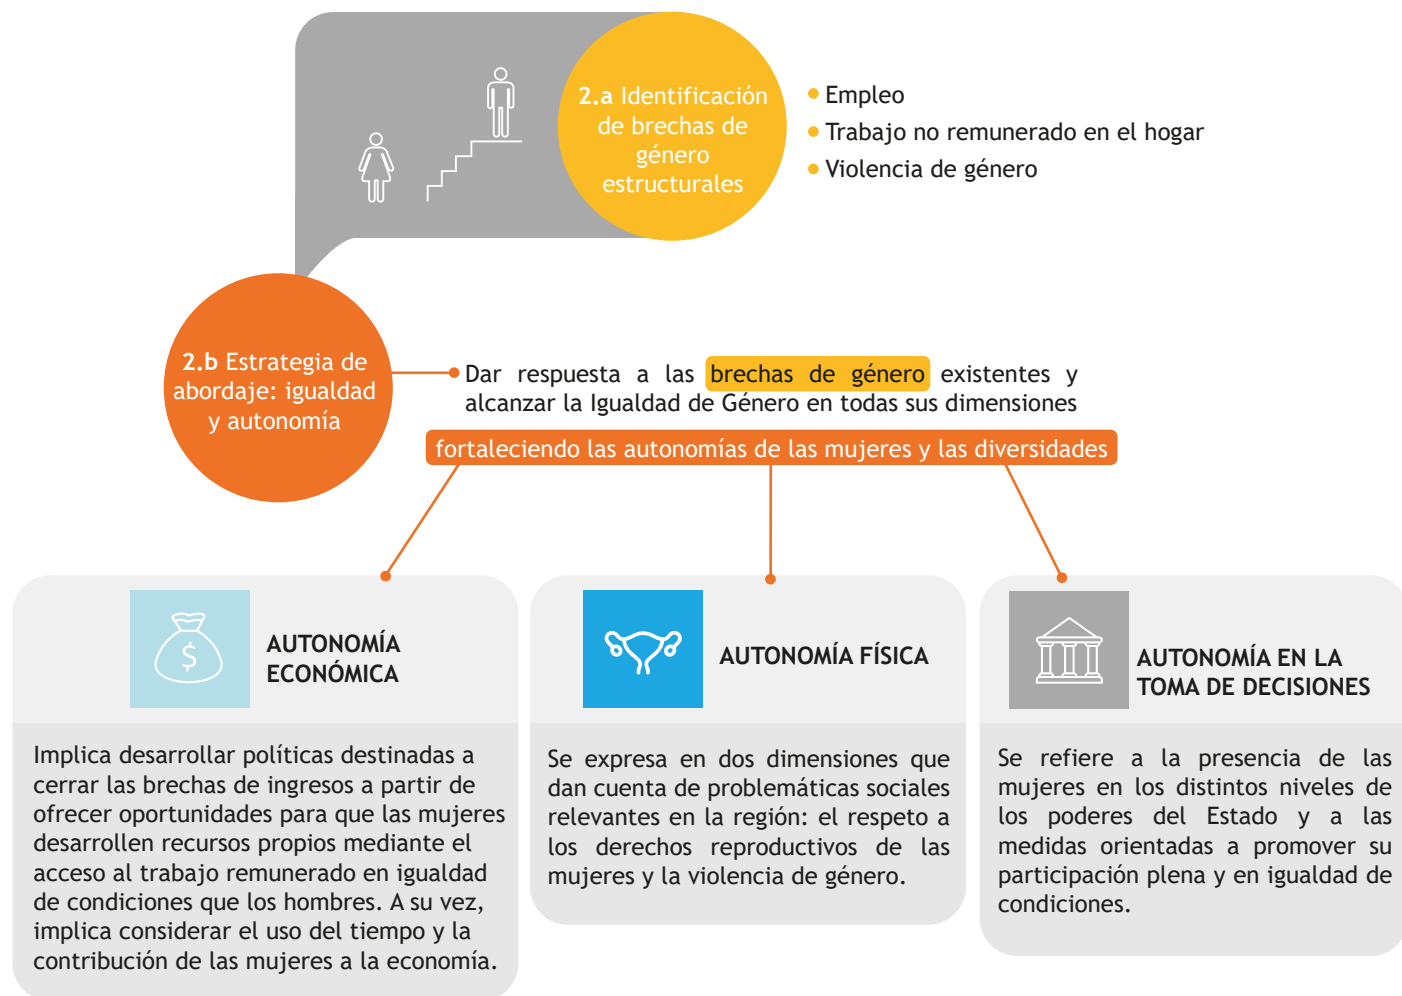 2.a Identificación
de brechas de
género
estructurales
Empleo
Trabajo no remunerado en el hogar
Violencia de género
2.b Estrategia de
abordaje: igualdad
y autonomía
Dar respuesta a las brechas de género existentes y
alcanzar la Igualdad de Género en todas sus dimensiones
fortaleciendo las autonomías de las mujeres y las diversidades
$
AUTONOMÍA
ECONÓMICA
Implica desarrollar políticas destinadas a
cerrar las brechas de ingresos a partir de
ofrecer oportunidades para que las mujeres
desarrollen recursos propios mediante el
acceso al trabajo remunerado en igualdad
de condiciones que los hombres. A su vez,
implica considerar el uso del tiempo y la
contribución de las mujeres a la economía.
AUTONOMÍA FÍSICA
Se expresa en dos dimensiones que
dan cuenta de problemáticas sociales
relevantes en la región: el respeto a
los derechos reproductivos de las
mujeres y la violencia de género.
AUTONOMÍA EN LA
TOMA DE DECISIONES
Se refiere a la presencia de las
mujeres en los distintos niveles de
los poderes del Estado y a las
medidas orientadas a promover su
participación plena y en igualdad de
condiciones.